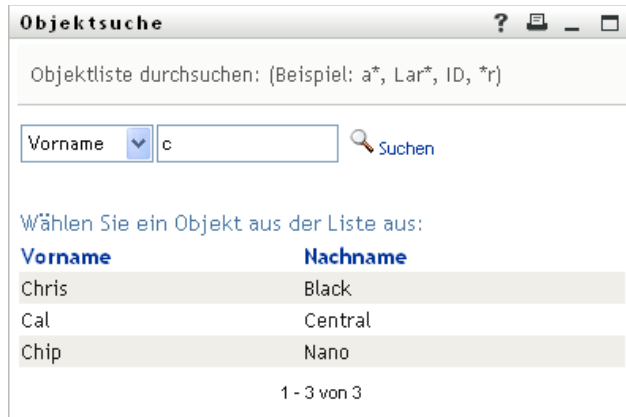 Objektsuche ?
Objektliste durchsuchen: (Beispiel: a*, Lar*, ID, *r)
Vorname c Suchen
Wählen Sie ein Objekt aus der Liste aus:
Vorname Nachname
Chris Black
Cal Central
Chip Nano
1 - 3 von 3